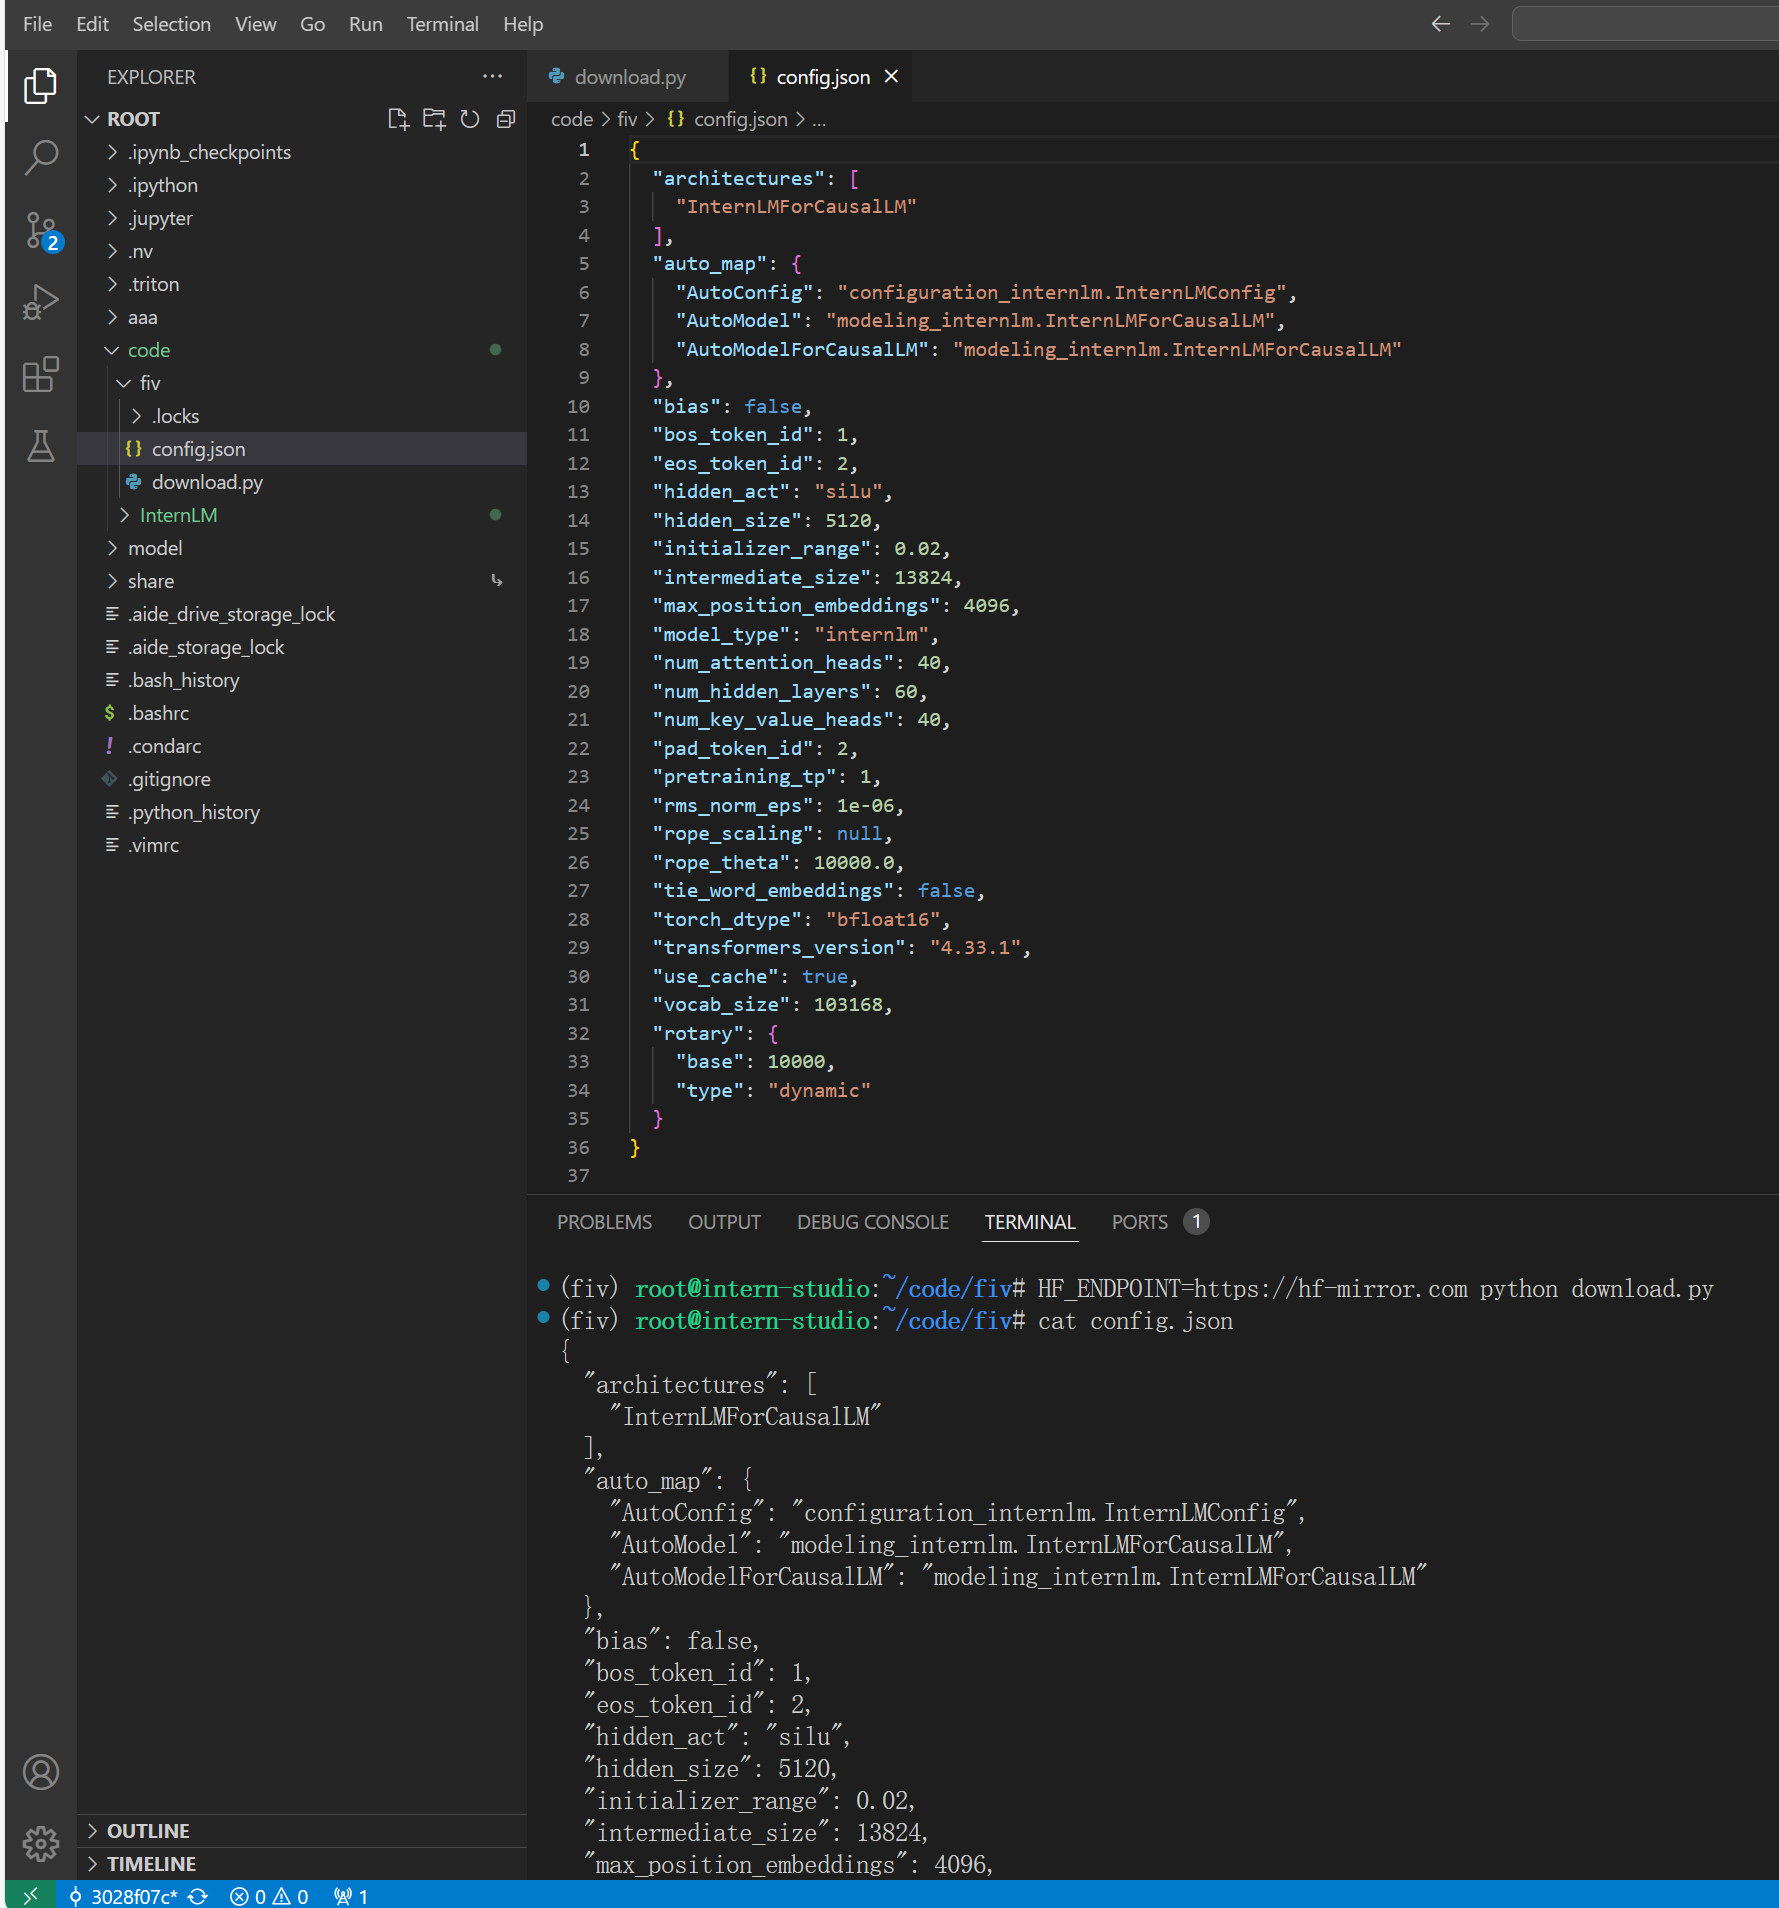 File Edit Selection View Go Run Terminal Help
EXPLORER
ROOT
.ipynb_checkpoints
.ipython
.jupyter
.nv
.triton
aaa
code
fiv
.locks
{} config.json
download.py
InternLM
model
share
.aide_drive_storage_lock
.aide_storage_lock
.bash_history
$ .bashrc
! .condarc
.gitignore
.python_history
.vimrc
OUTLINE
TIMELINE
2
download.py {} config.json
code > fiv > {} config.json > ...
1 {
2 "architectures": [
3 "InternLMForCausalLM"
4 ],
5 "auto_map": {
6 "AutoConfig": "configuration_internlm.InternLMConfig",
7 "AutoModel": "modeling_internlm.InternLMForCausalLM",
8 "AutoModelForCausalLM": "modeling_internlm.InternLMForCausalLM"
9 },
10 "bias": false,
11 "bos_token_id": 1,
12 "eos_token_id": 2,
13 "hidden_act": "silu",
14 "hidden_size": 5120,
15 "initializer_range": 0.02,
16 "intermediate_size": 13824,
17 "max_position_embeddings": 4096,
18 "model_type": "internlm",
19 "num_attention_heads": 40,
20 "num_hidden_layers": 60,
21 "num_key_value_heads": 40,
22 "pad_token_id": 2,
23 "pretraining_tp": 1,
24 "rms_norm_eps": 1e-06,
25 "rope_scaling": null,
26 "rope_theta": 10000.0,
27 "tie_word_embeddings": false,
28 "torch_dtype": "bfloat16",
29 "transformers_version": "4.33.1",
30 "use_cache": true,
31 "vocab_size": 103168,
32 "rotary": {
33 "base": 10000,
34 "type": "dynamic"
35 }
36 }
37
PROBLEMS OUTPUT DEBUG CONSOLE TERMINAL PORTS 1
(fiv) root@intern-studio:~/code/fiv# HF_ENDPOINT=https://hf-mirror.com python download.py
(fiv) root@intern-studio:~/code/fiv# cat config.json
{
"architectures": [
"InternLMForCausalLM"
],
"auto_map": {
"AutoConfig": "configuration_internlm.InternLMConfig",
"AutoModel": "modeling_internlm.InternLMForCausalLM",
"AutoModelForCausalLM": "modeling_internlm.InternLMForCausalLM"
},
"bias": false,
"bos_token_id": 1,
"eos_token_id": 2,
"hidden_act": "silu",
"hidden_size": 5120,
"initializer_range": 0.02,
"intermediate_size": 13824,
"max_position_embeddings": 4096,
3028f07c* 0 0 1